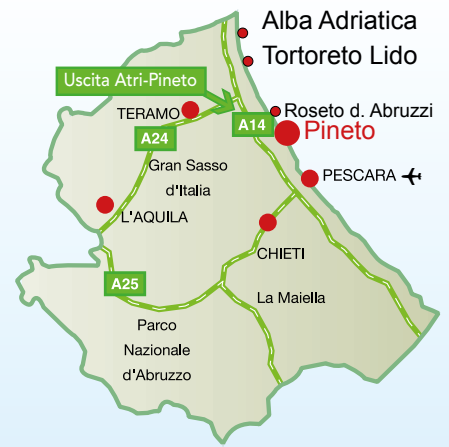 Alba Adriatica
Tortoreto Lido
Uscita Atri-Pineto
Roseto d. Abruzzi
TERAMO
A14
Pineto
A24
Gran Sasso
d'Italia
PESCARA
L'AQUILA
CHIETI
A25
La Maiella
Parco
Nazionale
d'Abruzzo